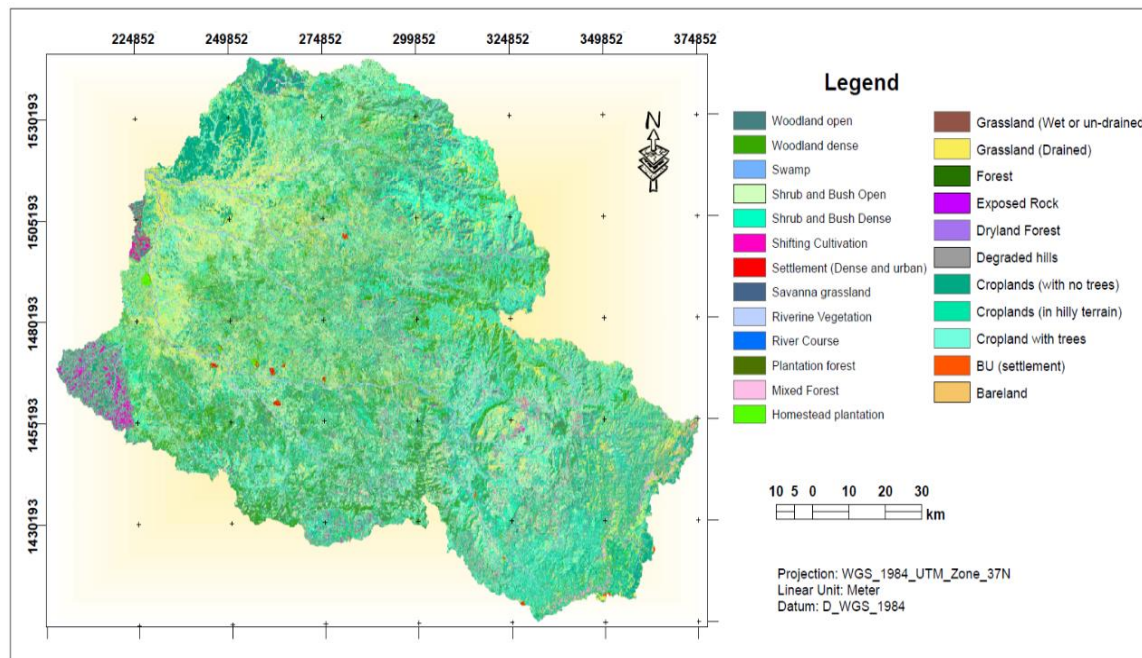 224852 249852 274852 299852 324852 349852 374852
1530193
1505193
1480193
1455193
1430193
N
Legend
Woodland open
Woodland dense
Swamp
Shrub and Bush Open
Shrub and Bush Dense
Shifting Cultivation
Settlement (Dense and urban)
Savanna grassland
Riverine Vegetation
River Course
Plantation forest
Mixed Forest
Homestead plantation
Grassland (Wet or un-drained
Grassland (Drained)
Forest
Exposed Rock
Dryland Forest
Degraded hills
Croplands (with no trees)
Croplands (in hilly terrain)
Cropland with trees
BU (settlement)
Bareland
10 5 0 10 20 30
km
Projection: WGS_1984_UTM_Zone_37N
Linear Unit: Meter
Datum: D_WGS_1984